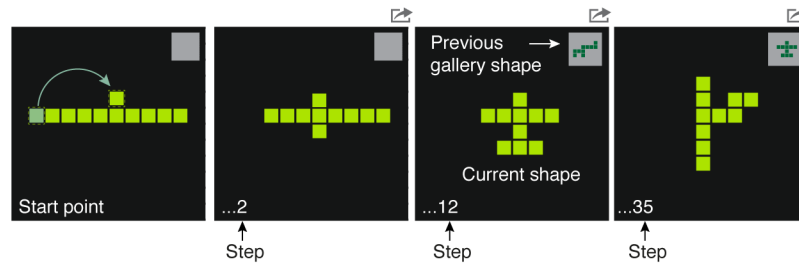 Previous
gallery shape
Current shape
Start point
...2
...12
...35
Step
Step
Step